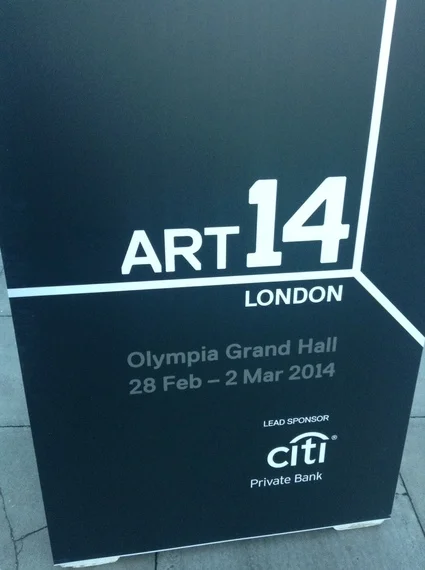 ART14
LONDON
Olympia Grand Hall
28 Feb – 2 Mar 2014
LEAD SPONSOR
citi®
Private Bank